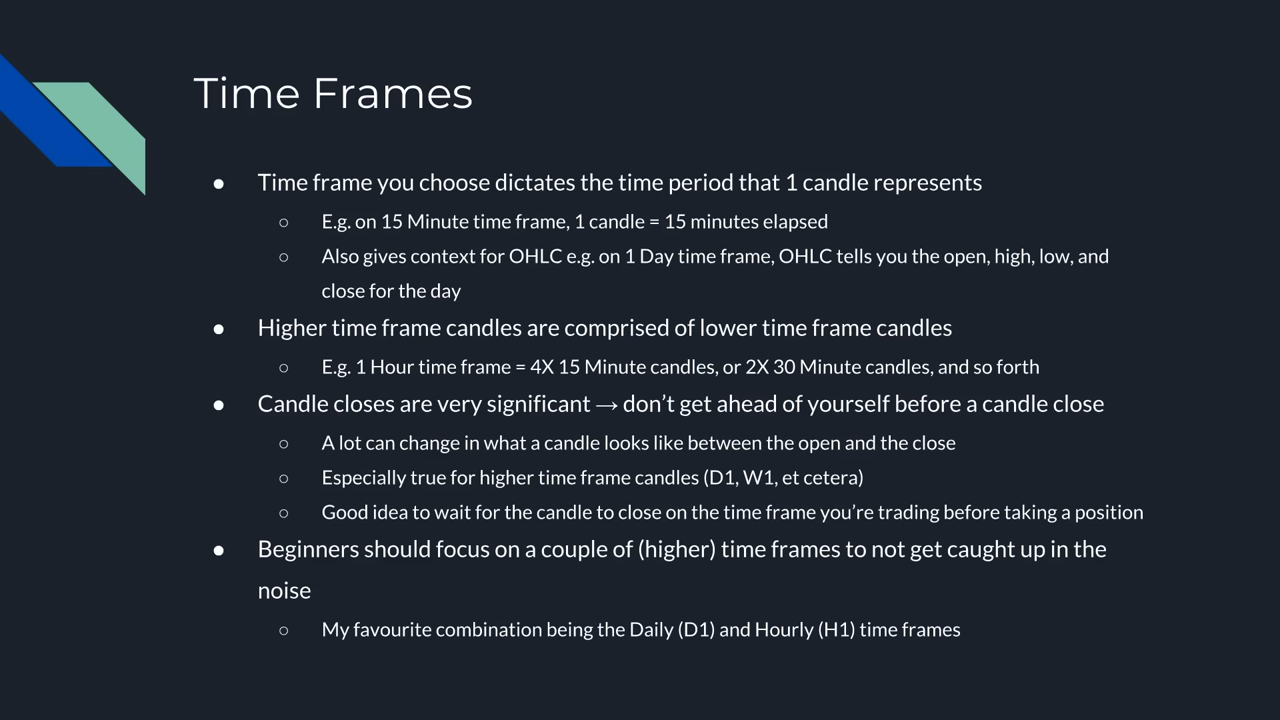 Time Frames
● Time frame you choose dictates the time period that 1 candle represents
○ E.g. on 15 Minute time frame, 1 candle = 15 minutes elapsed
○ Also gives context for OHLC e.g. on 1 Day time frame, OHLC tells you the open, high, low, and
close for the day
● Higher time frame candles are comprised of lower time frame candles
○ E.g. 1 Hour time frame = 4X 15 Minute candles, or 2X 30 Minute candles, and so forth
● Candle closes are very significant → don’t get ahead of yourself before a candle close
○ A lot can change in what a candle looks like between the open and the close
○ Especially true for higher time frame candles (D1, W1, et cetera)
○ Good idea to wait for the candle to close on the time frame you’re trading before taking a position
● Beginners should focus on a couple of (higher) time frames to not get caught up in the
noise
○ My favourite combination being the Daily (D1) and Hourly (H1) time frames